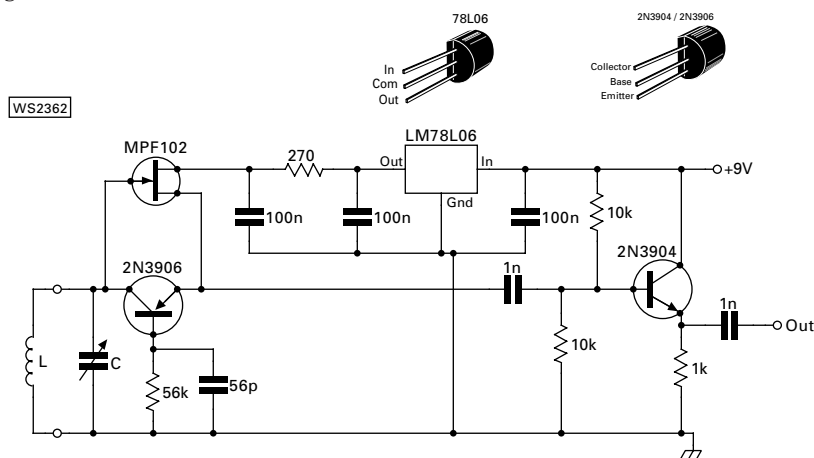 78L06
2N3904 / 2N3906
In
Com
Out
Collector
Base
Emitter
WS2362
MPF102
270
LM78L06
Out
In
Gnd
+9V
100n
100n
100n
10k
2N3904
2N3906
1n
1n
Out
L
C
56k
56p
10k
1k